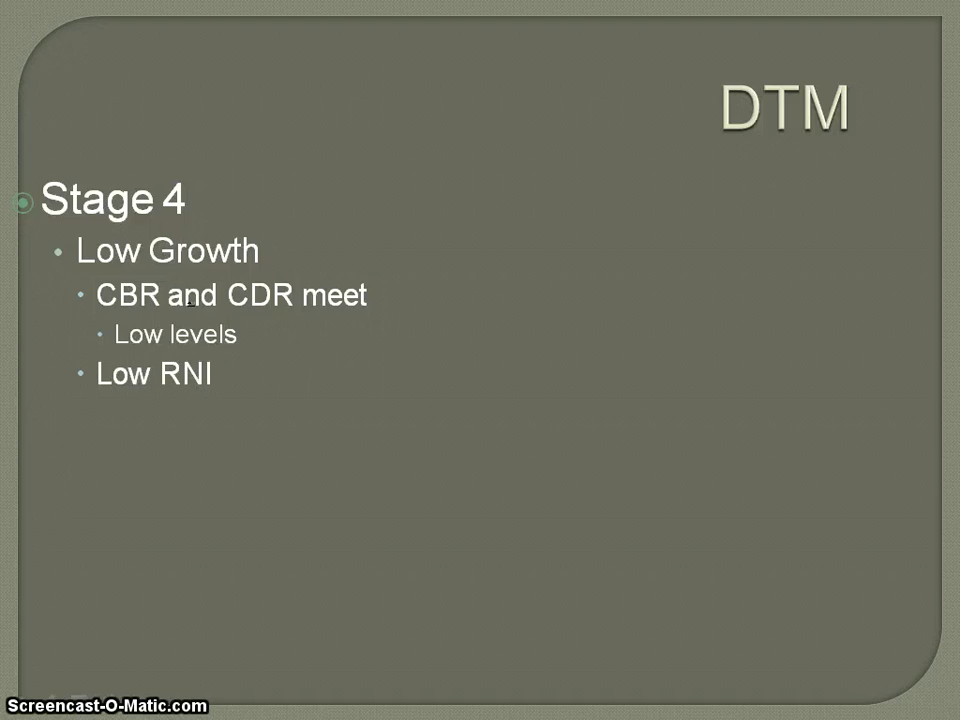 DTM
Stage 4
Low Growth
CBR and CDR meet
Low levels
Low RNI
Screencast-O-Matic.com